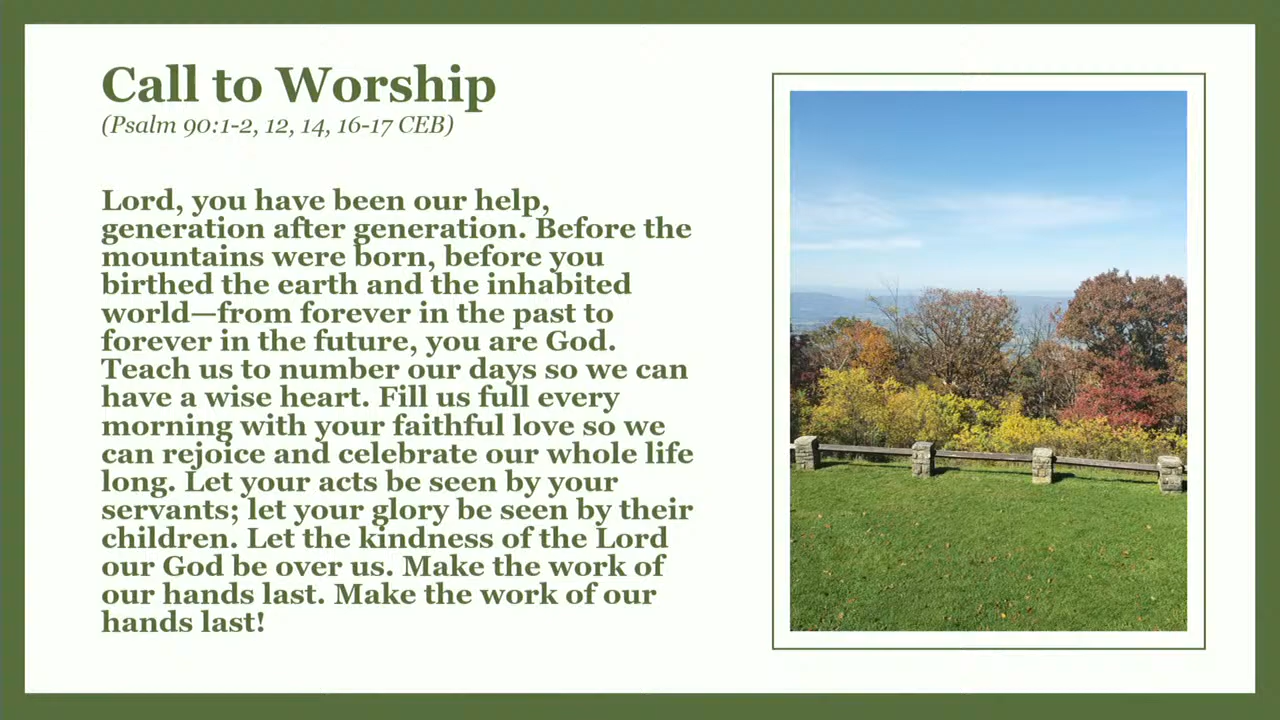 Call to Worship
(Psalm 90:1-2, 12, 14, 16-17 CEB)
Lord, you have been our help,
generation after generation. Before the
mountains were born, before you
birthed the earth and the inhabited
world—from forever in the past to
forever in the future, you are God.
Teach us to number our days so we can
have a wise heart. Fill us full every
morning with your faithful love so we
can rejoice and celebrate our whole life
long. Let your acts be seen by your
servants; let your glory be seen by their
children. Let the kindness of the Lord
our God be over us. Make the work of
our hands last. Make the work of our
hands last!